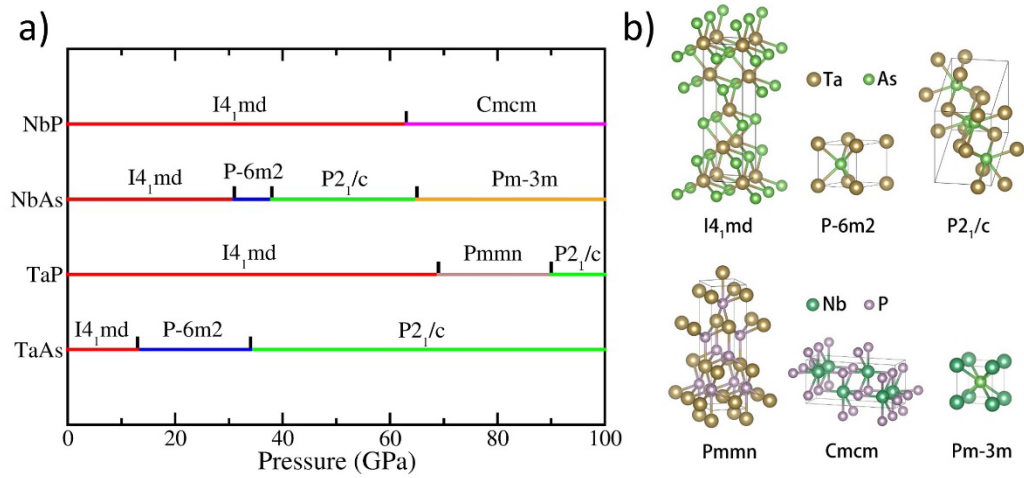 a)
I4₁md Cmcm
NbP
I4₁md P-6m2 P2₁/c Pm-3m
NbAs
I4₁md Pmmn P2₁/c
TaP
I4₁md P-6m2 P2₁/c
TaAs
0 20 40 60 80 100
Pressure (GPa)
b)
Ta As
I4₁md P-6m2 P2₁/c
Nb P
Pmmn Cmcm Pm-3m